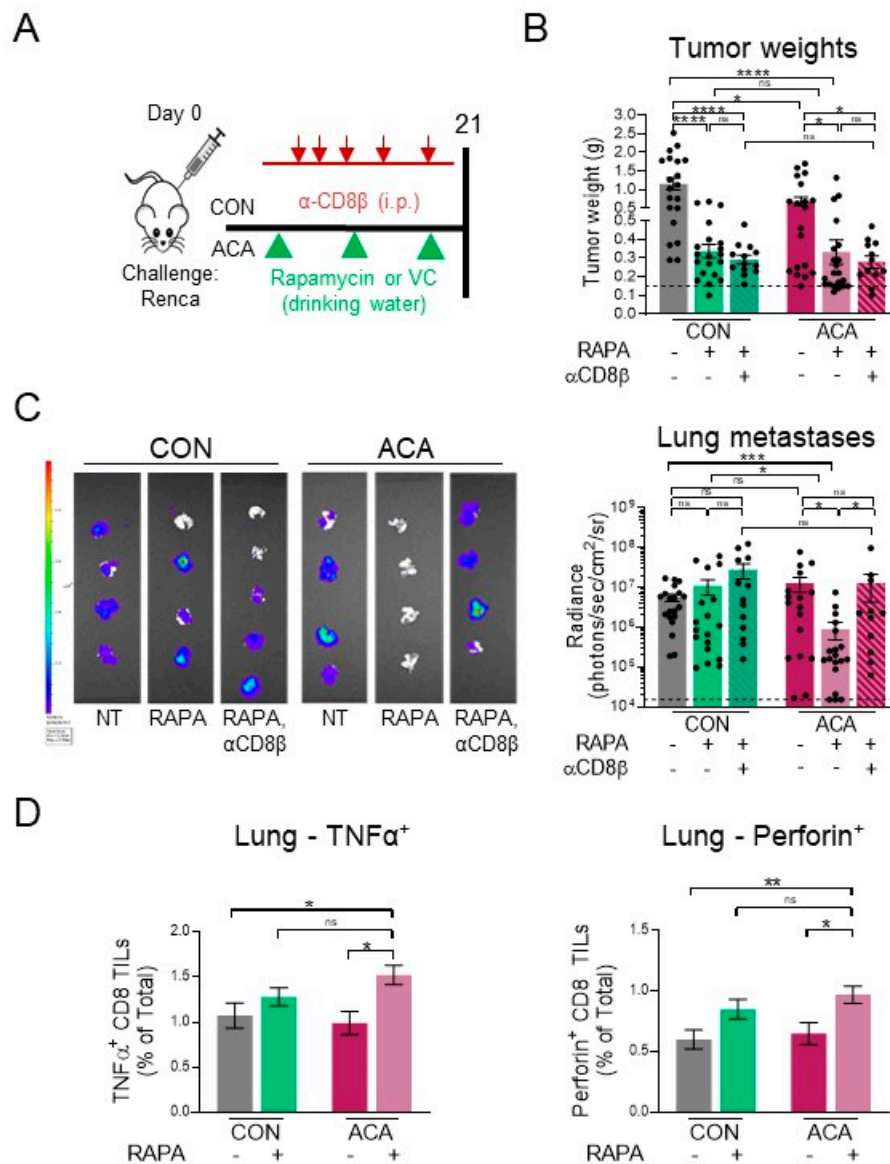 A
Day 0
21
CON
α-CD8β (i.p.)
ACA
Challenge:
Renca
Rapamycin or VC
(drinking water)
B
Tumor weights
****
ns
*
****
*
****
ns
*
ns
ns
Tumor weight (g)
3.0
2.5
2.0
1.5
1.0
0.5
0.3
0.2
0.1
0.0
CON
ACA
RAPA - + + - + +
αCD8β - - + - - +
C
CON
ACA
NT
RAPA
RAPA,
αCD8β
NT
RAPA
RAPA,
αCD8β
Lung metastases
***
*
ns
ns
ns
ns
ns
ns
*
*
Radiance
(photons/sec/cm²/sr)
10⁹
10⁸
10⁷
10⁶
10⁵
10⁴
CON
ACA
RAPA - + + - + +
αCD8β - - + - - +
D
Lung - TNFα⁺
*
ns
*
TNFα⁺ CD8 TILs
(% of Total)
2.0
1.5
1.0
0.5
0.0
CON
ACA
RAPA - + - +
Lung - Perforin⁺
**
ns
*
Perforin⁺ CD8 TILs
(% of Total)
1.5
1.0
0.5
0.0
CON
ACA
RAPA - + - +